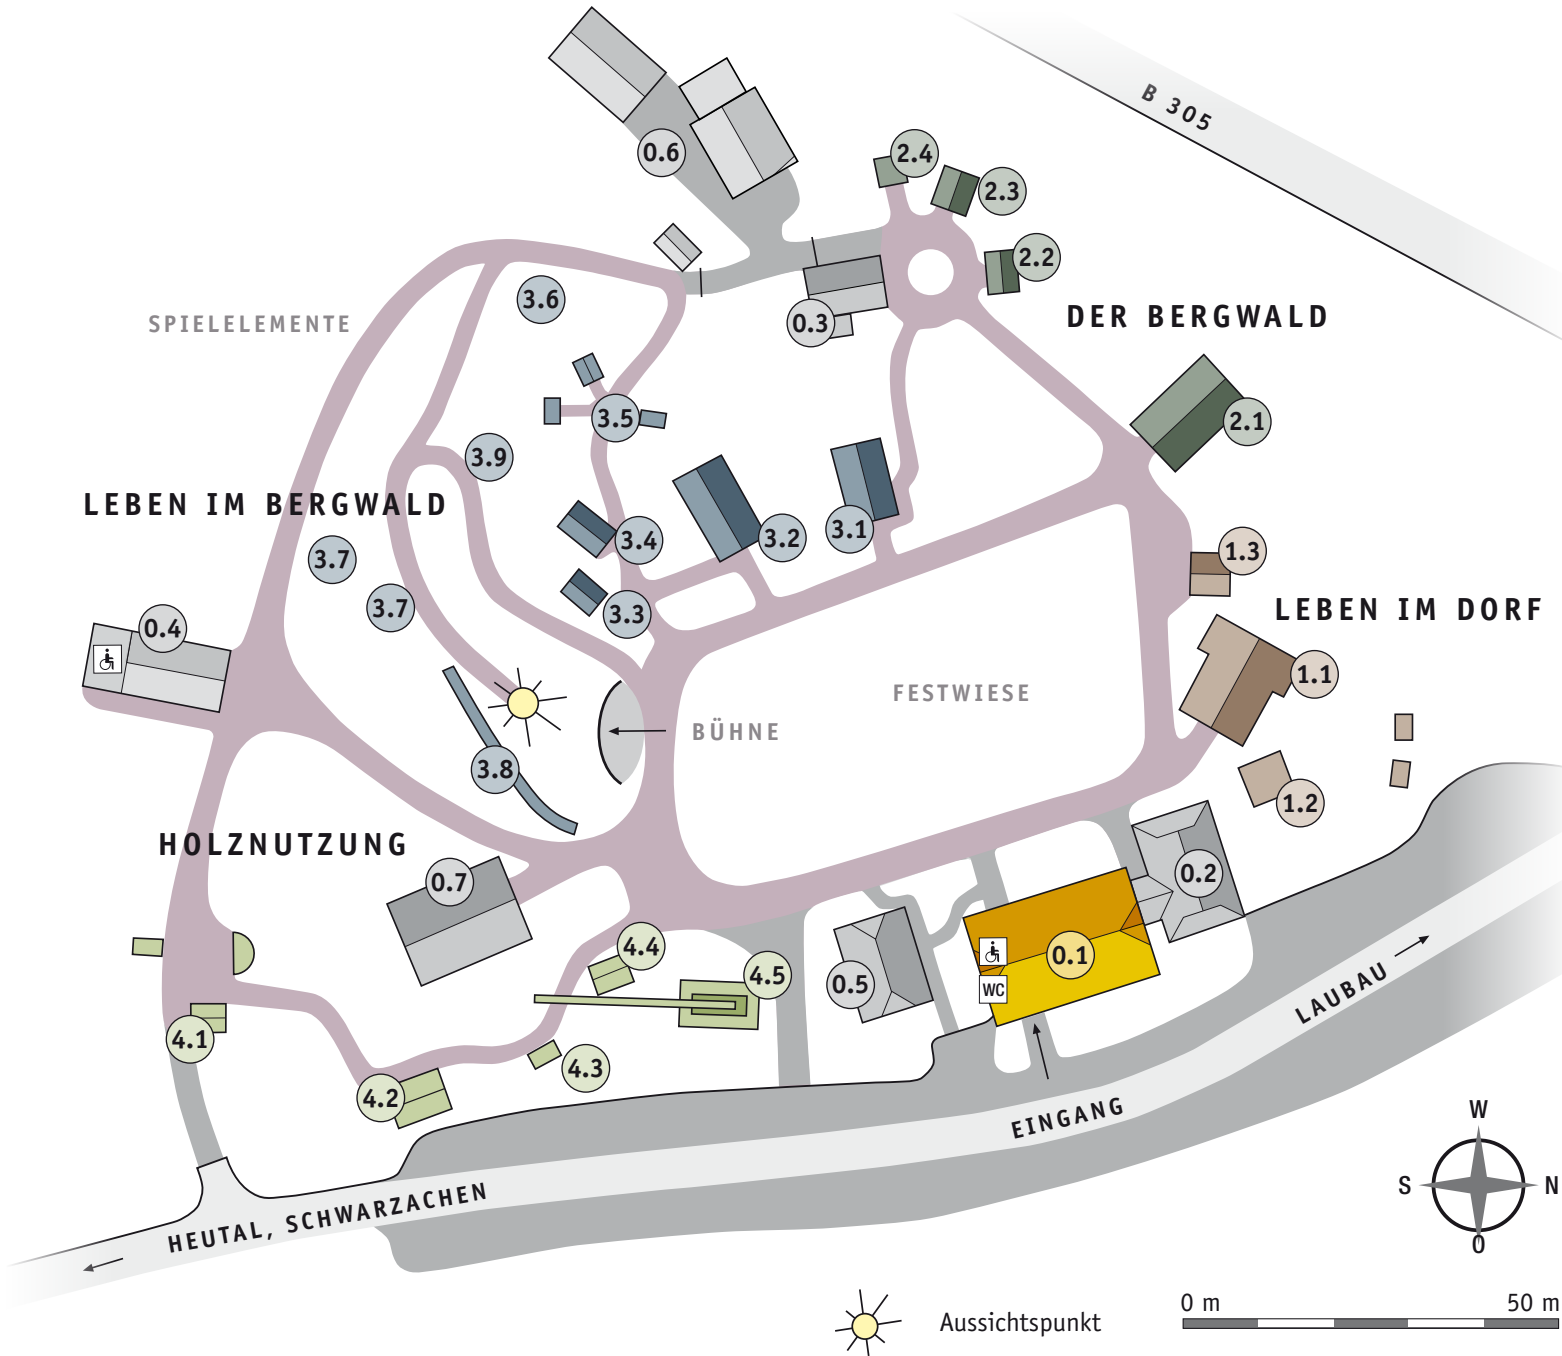 B 305
0.6
2.4
2.3
2.2
3.6
0.3
DER BERGWALD
SPIELELEMENTE
3.5
2.1
3.9
LEBEN IM BERGWALD
3.4
3.2
3.1
1.3
3.7
3.7
3.3
LEBEN IM DORF
0.4
1.1
FESTWIESE
BÜHNE
3.8
1.2
HOLZNUTZUNG
0.7
0.2
4.4
4.5
0.5
0.1
WC
LAUBAU
4.1
4.3
4.2
EINGANG
HEUTAL, SCHWARZACHEN
W
S
N
O
Aussichtspunkt
0 m
50 m